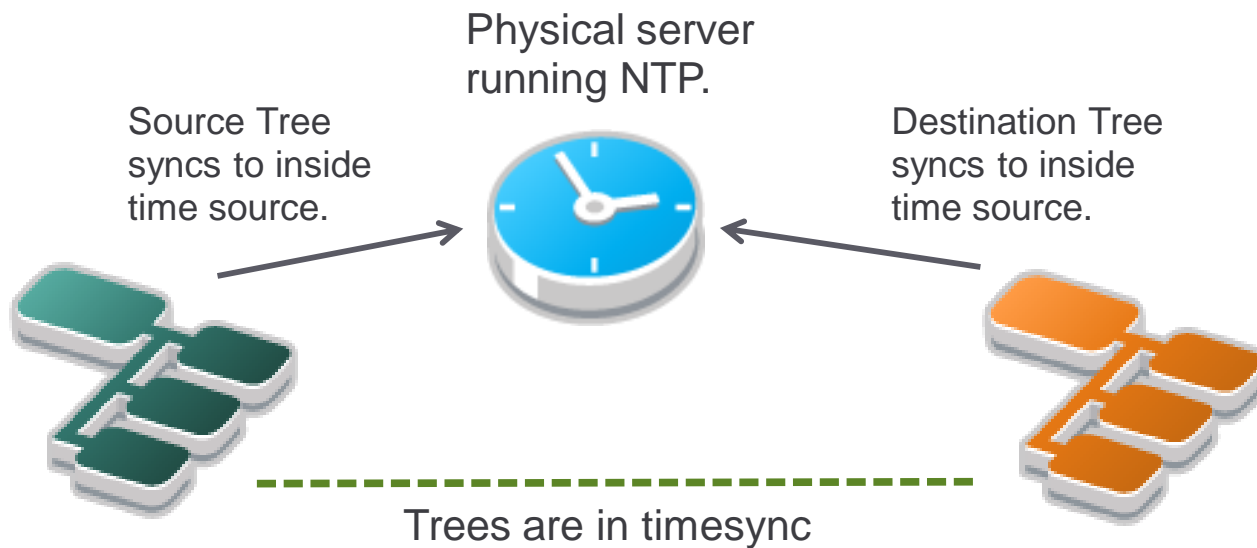 Physical server
running NTP.
Source Tree
syncs to inside
time source.
Destination Tree
syncs to inside
time source.
Trees are in timesync